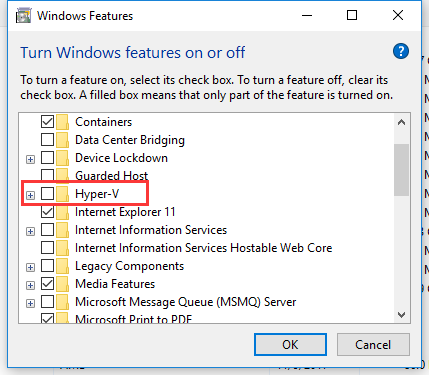 Windows Features
Turn Windows features on or off
To turn a feature on, select its check box. To turn a feature off, clear its
check box. A filled box means that only part of the feature is turned on.
Containers
Data Center Bridging
Device Lockdown
Guarded Host
Hyper-V
Internet Explorer 11
Internet Information Services
Internet Information Services Hostable Web Core
Legacy Components
Media Features
Microsoft Message Queue (MSMQ) Server
Microsoft Print to PDF
OK
Cancel